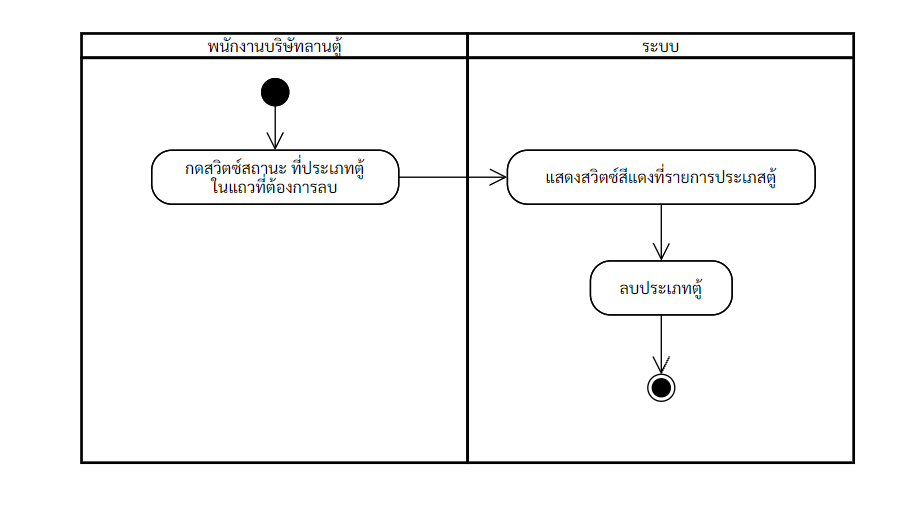 พนักงานบริษัทลานตู้
ระบบ
กดสวิตซ์สถานะ ที่ประเภทตู้
ในแถวที่ต้องการลบ
แสดงสวิตซ์สีแดงที่รายการประเภสตู้
ลบประเภทตู้